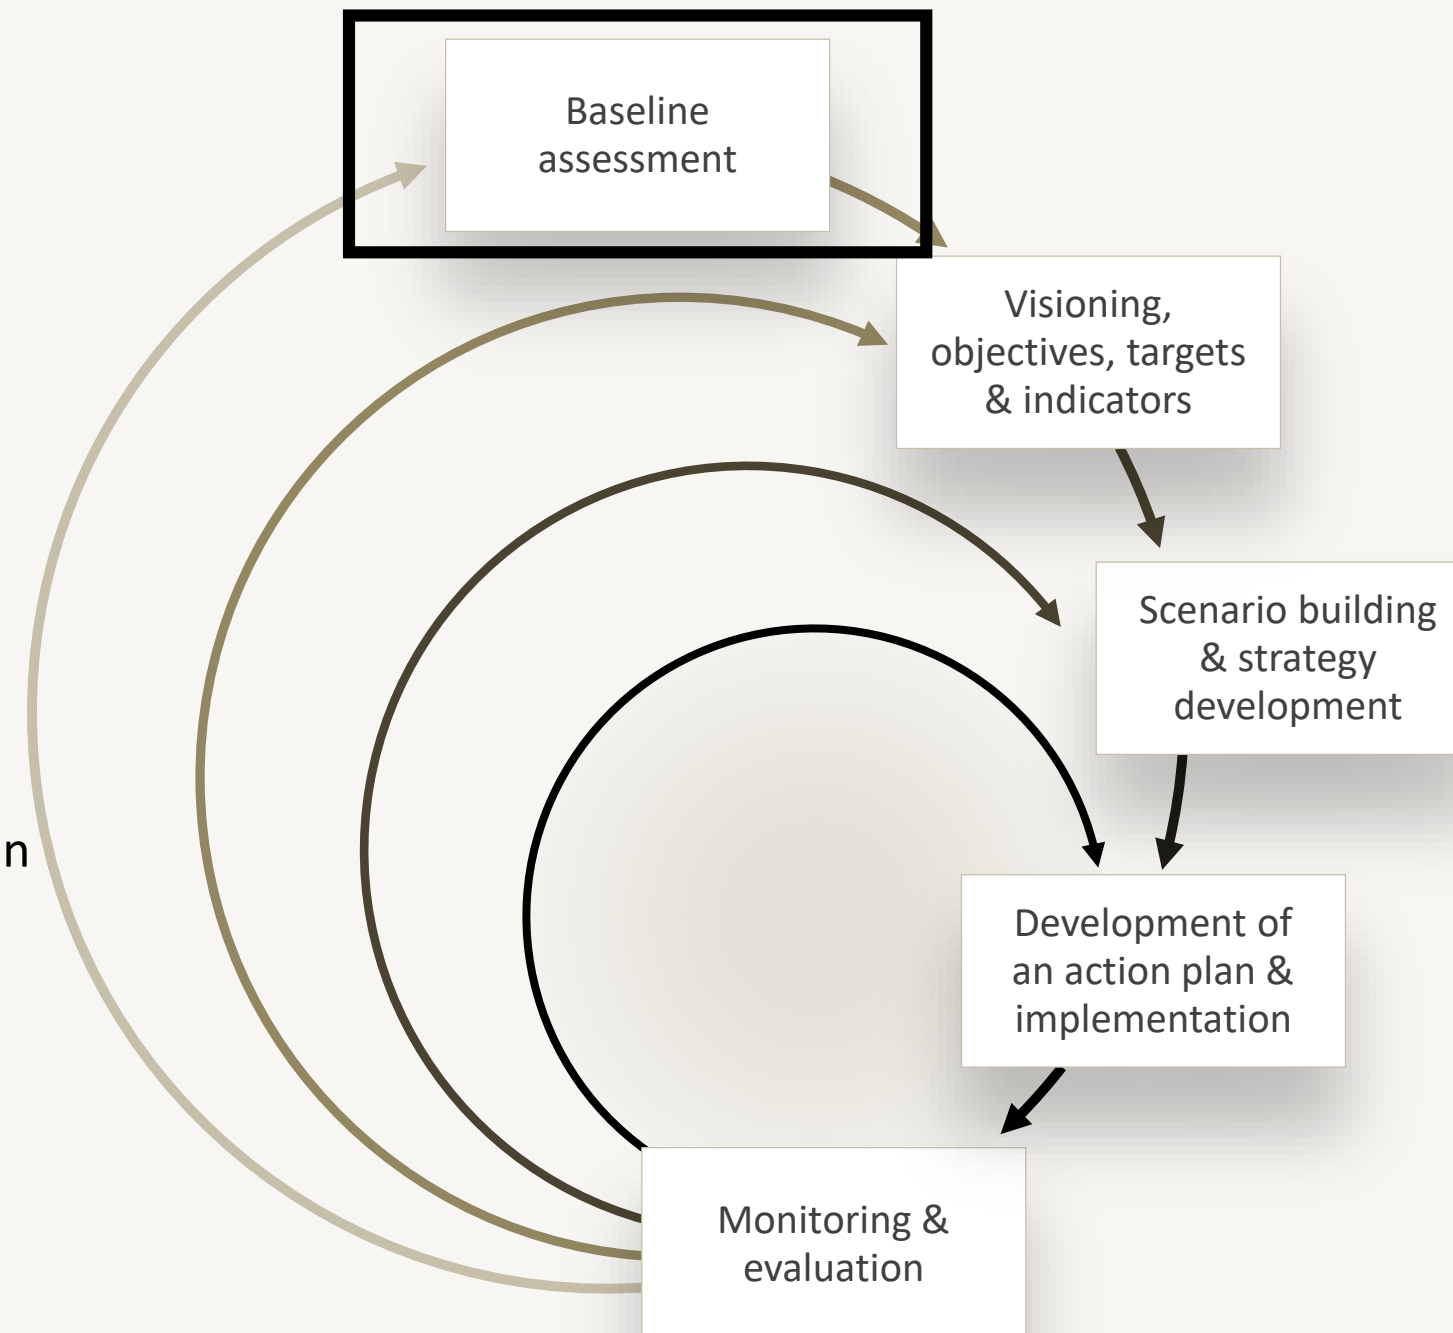 Baseline
assessment
Visioning,
objectives, targets
& indicators
Scenario building
& strategy
development
n
Development of
an action plan &
implementation
Monitoring &
evaluation